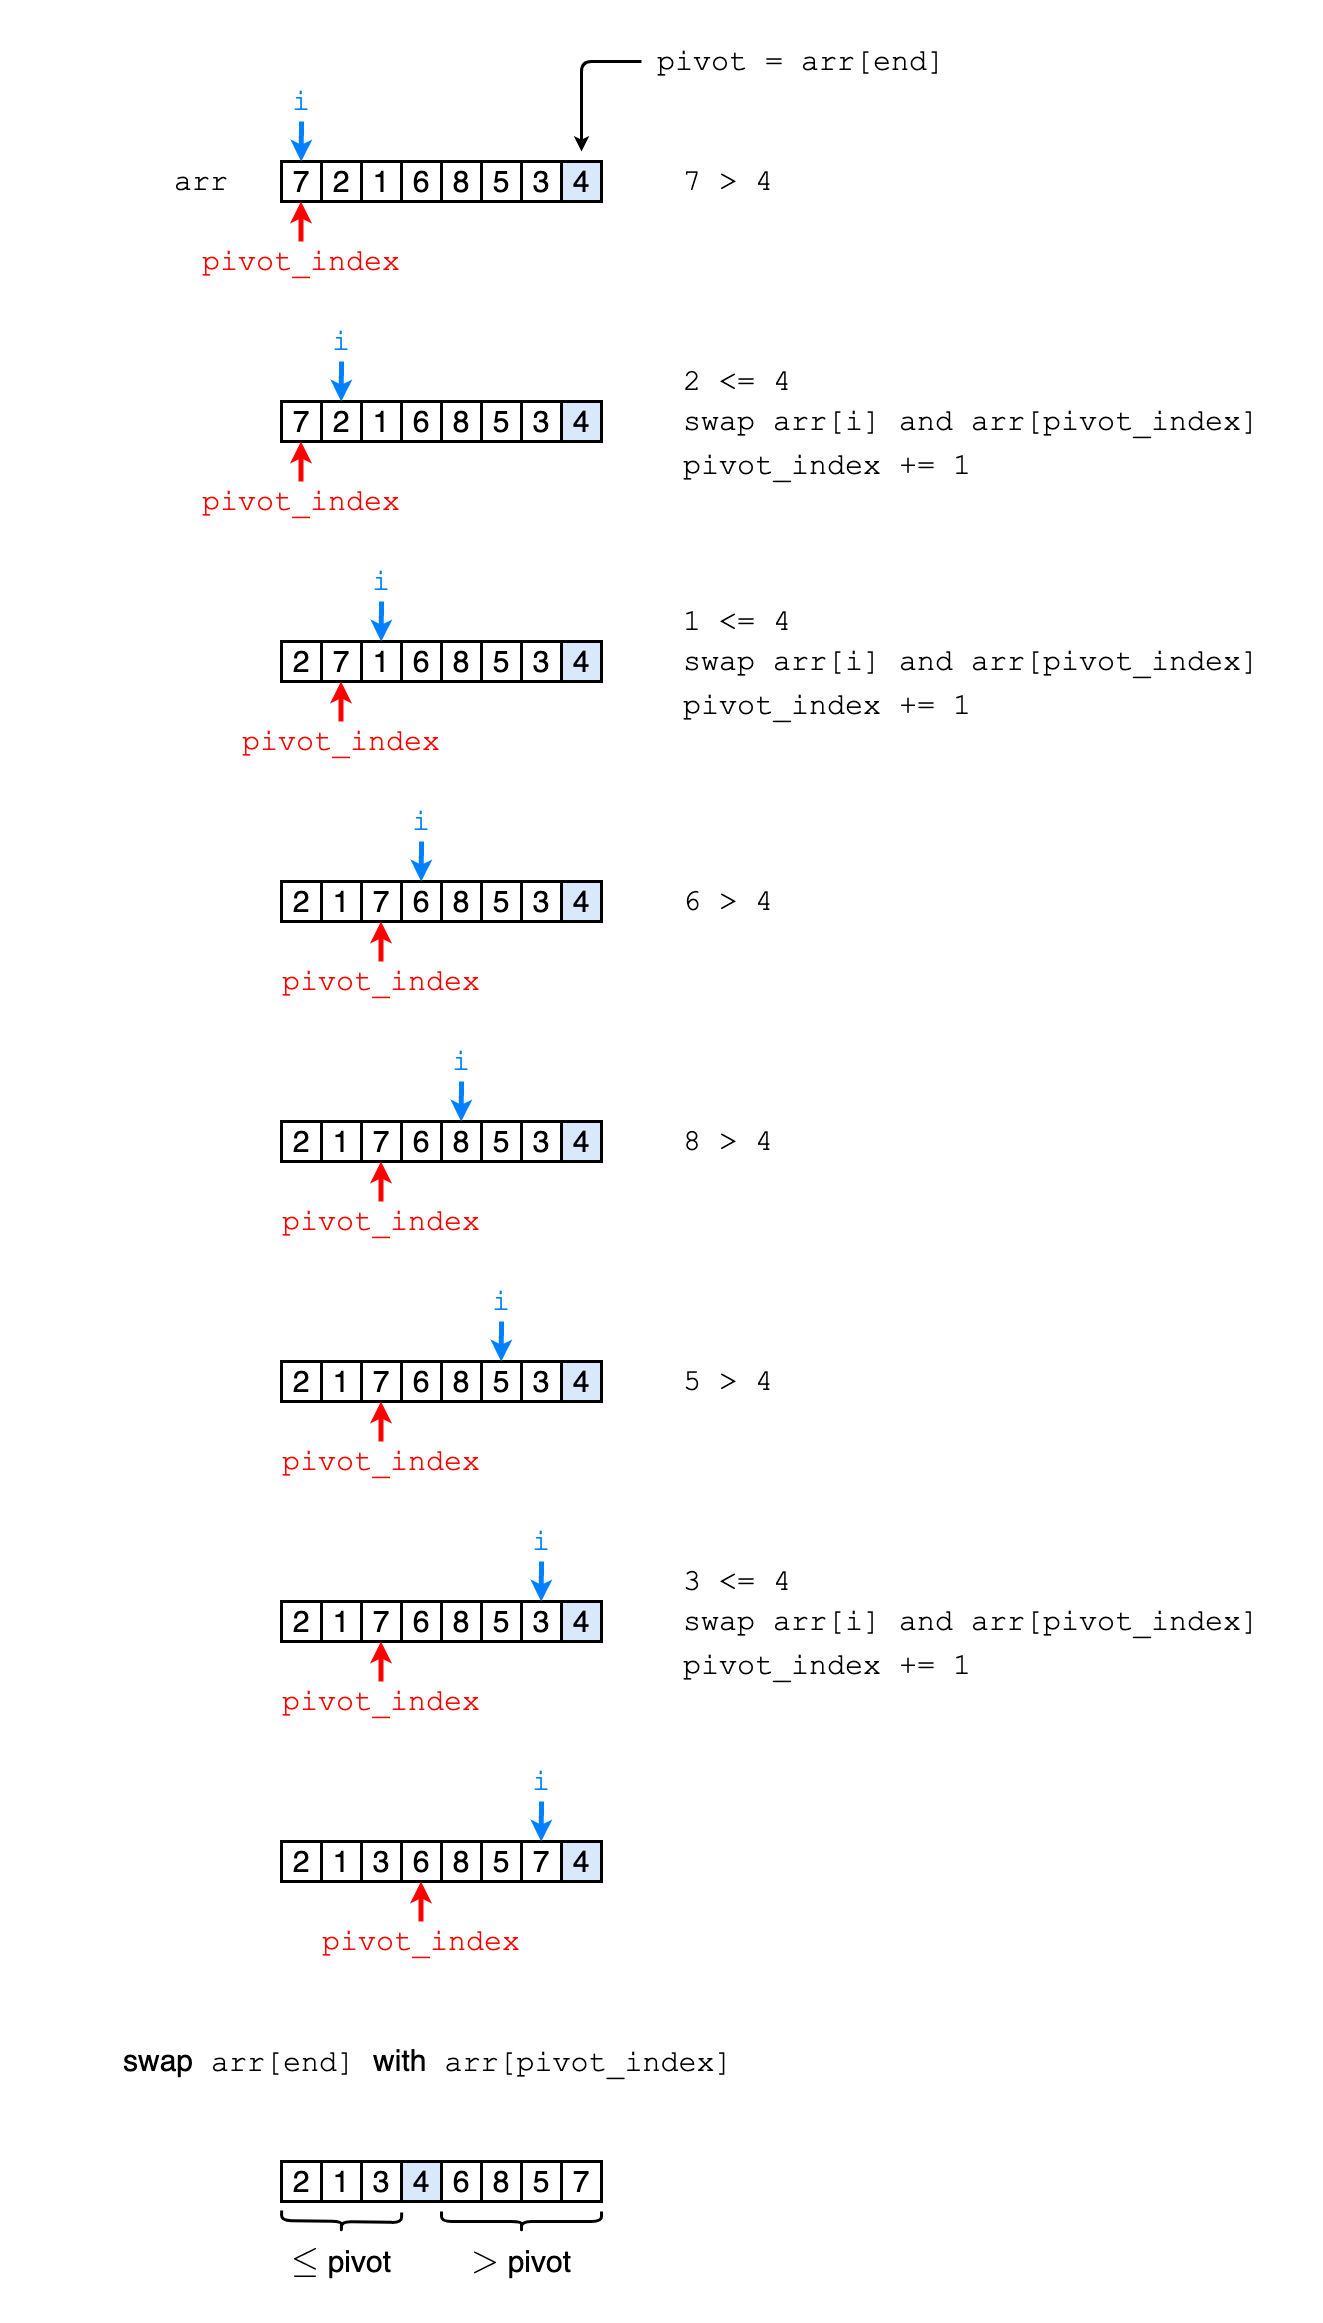 pivot = arr[end]
i
arr 7 2 1 6 8 5 3 4 7 > 4
pivot_index
i
2 <= 4
7 2 1 6 8 5 3 4 swap arr[i] and arr[pivot_index]
pivot_index += 1
pivot_index
i
1 <= 4
2 7 1 6 8 5 3 4 swap arr[i] and arr[pivot_index]
pivot_index += 1
pivot_index
i
2 1 7 6 8 5 3 4 6 > 4
pivot_index
i
2 1 7 6 8 5 3 4 8 > 4
pivot_index
i
2 1 7 6 8 5 3 4 5 > 4
pivot_index
i
3 <= 4
2 1 7 6 8 5 3 4 swap arr[i] and arr[pivot_index]
pivot_index += 1
pivot_index
i
2 1 3 6 8 5 7 4
pivot_index
swap arr[end] with arr[pivot_index]
2 1 3 4 6 8 5 7
≤ pivot > pivot